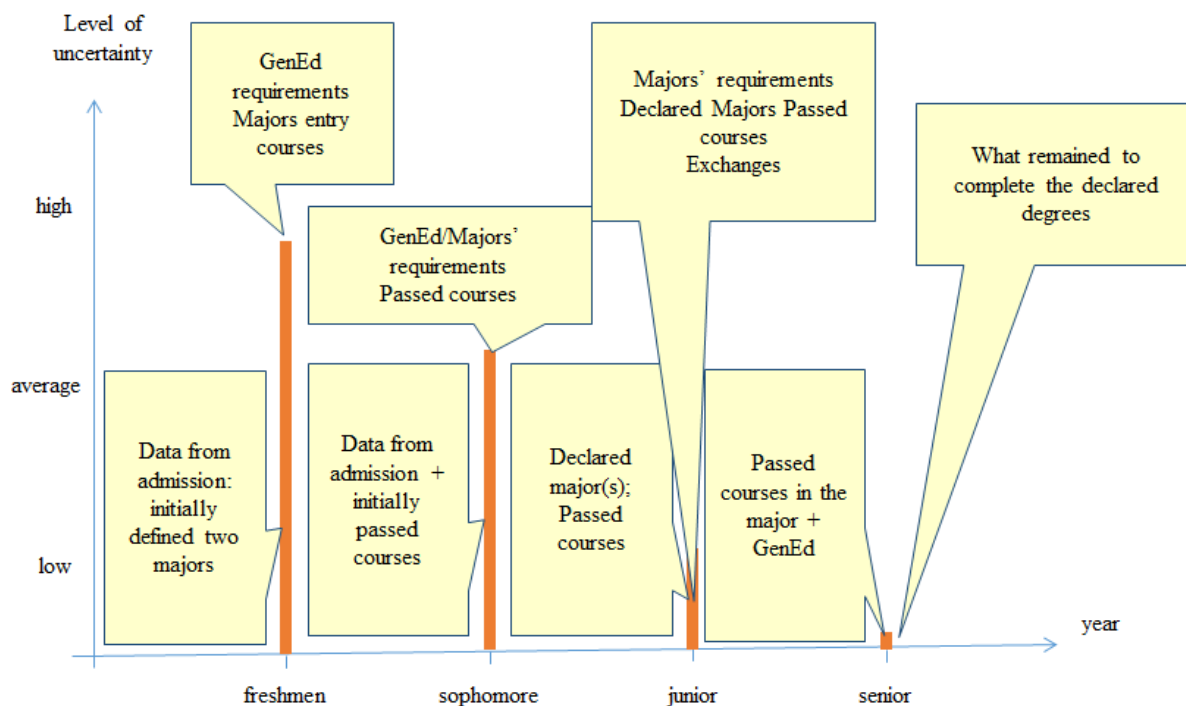 Level of
uncertainty
GenEd
requirements
Majors entry
courses
Majors’ requirements
Declared Majors Passed
courses
Exchanges
What remained to
complete the declared
degrees
high
GenEd/Majors’
requirements
Passed courses
average
Data from
admission:
initially
defined two
majors
Data from
admission +
initially
passed
courses
Declared
major(s);
Passed
courses
Passed
courses in the
major +
GenEd
low
year
freshmen
sophomore
junior
senior